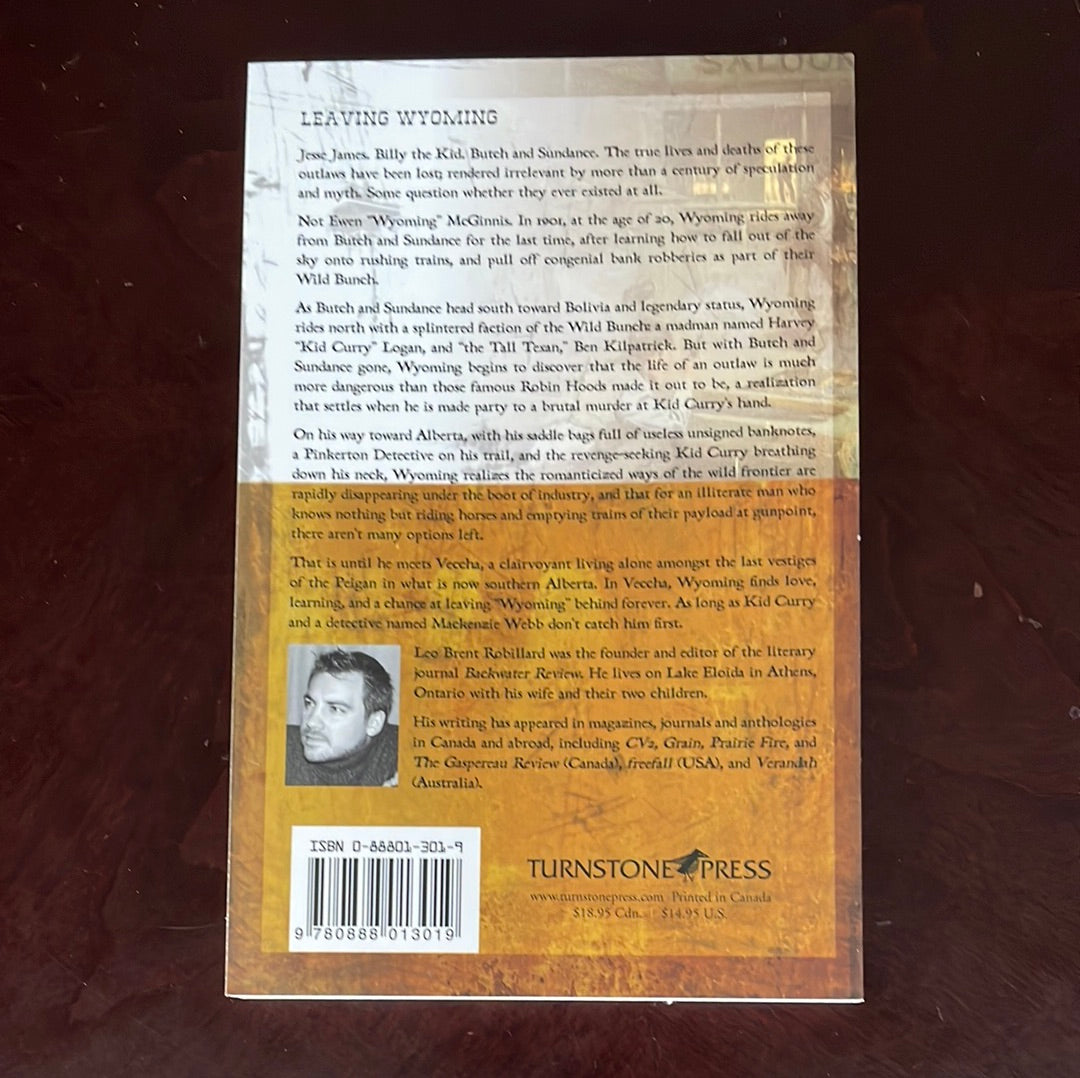 SALOON
LEAVING WYOMING
Jesse James. Billy the Kid. Butch and Sundance. The true lives and deaths of these
outlaws have been lost; rendered irrelevant by more than a century of speculation
and myth. Some question whether they ever existed at all.
Not Ewen "Wyoming" McGinnis. In 1901, at the age of 20, Wyoming rides away
from Butch and Sundance for the last time, after learning how to fall out of the
sky onto rushing trains, and pull off congenial bank robberies as part of their
Wild Bunch.
As Butch and Sundance head south toward Bolivia and legendary status, Wyoming
rides north with a splintered faction of the Wild Bunch: a madman named Harvey
"Kid Curry" Logan, and "the Tall Texan," Ben Kilpatrick. But with Butch and
Sundance gone, Wyoming begins to discover that the life of an outlaw is much
more dangerous than those famous Robin Hoods made it out to be, a realization
that settles when he is made party to a brutal murder at Kid Curry's hand.
On his way toward Alberta, with his saddle bags full of useless unsigned banknotes,
a Pinkerton Detective on his trail, and the revenge-seeking Kid Curry breathing
down his neck, Wyoming realizes the romanticized ways of the wild frontier are
rapidly disappearing under the boot of industry, and that for an illiterate man who
knows nothing but riding horses and emptying trains of their payload at gunpoint,
there aren't many options left.
That is until he meets Veccha, a clairvoyant living alone amongst the last vestiges
of the Peigan in what is now southern Alberta. In Veccha, Wyoming finds love,
learning, and a chance at leaving "Wyoming" behind forever. As long as Kid Curry
and a detective named Mackenzie Webb don't catch him first.
Leo Brent Robillard was the founder and editor of the literary
journal Backwater Review. He lives on Lake Eloida in Athens,
Ontario with his wife and their two children.
His writing has appeared in magazines, journals and anthologies
in Canada and abroad, including CV2, Grain, Prairie Fire, and
The Gaspereau Review (Canada), freefall (USA), and Verandah
(Australia).
ISBN 0-88801-301-9
9 780888 013019
TURNSTONE PRESS
www.turnstonepress.com Printed in Canada
$18.95 Cdn. $14.95 U.S.